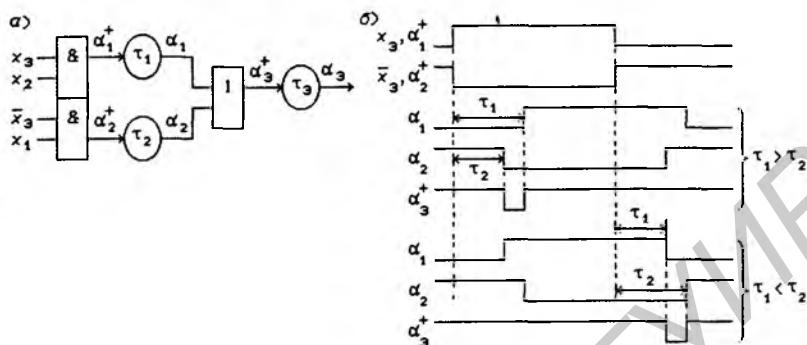 а)
x₃
x₂
x̄₃
x₁
&
&
α₁⁺
α₂⁺
τ₁
τ₂
α₁
α₂
1
α₃⁺
τ₃
α₃
б)
x₃, α₁⁺
x̄₃, α₂⁺
τ₁
α₁
α₂
τ₂
τ₁ > τ₂
α₃⁺
τ₁
α₁
τ₂
α₂
τ₁ < τ₂
α₃⁺